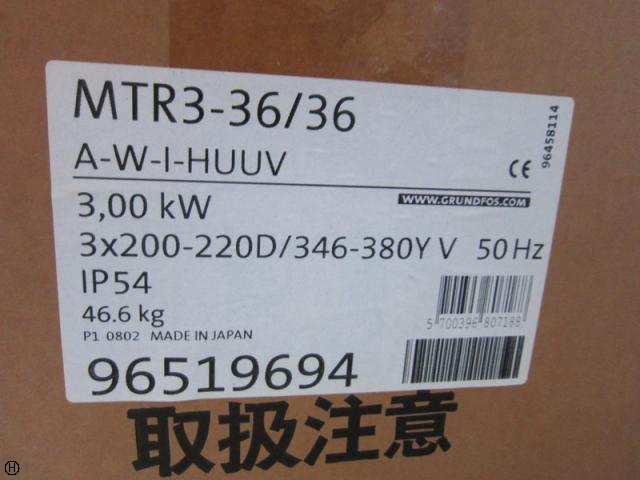 MTR3-36/36
A-W-I-HUUV
CE
96458114
3,00 kW
WWW.GRUNDFOS.COM
3x200-220D/346-380Y V 50 Hz
IP54
46.6 kg
5 700396 807188
P1 0802 MADE IN JAPAN
96519694
取扱注意
H